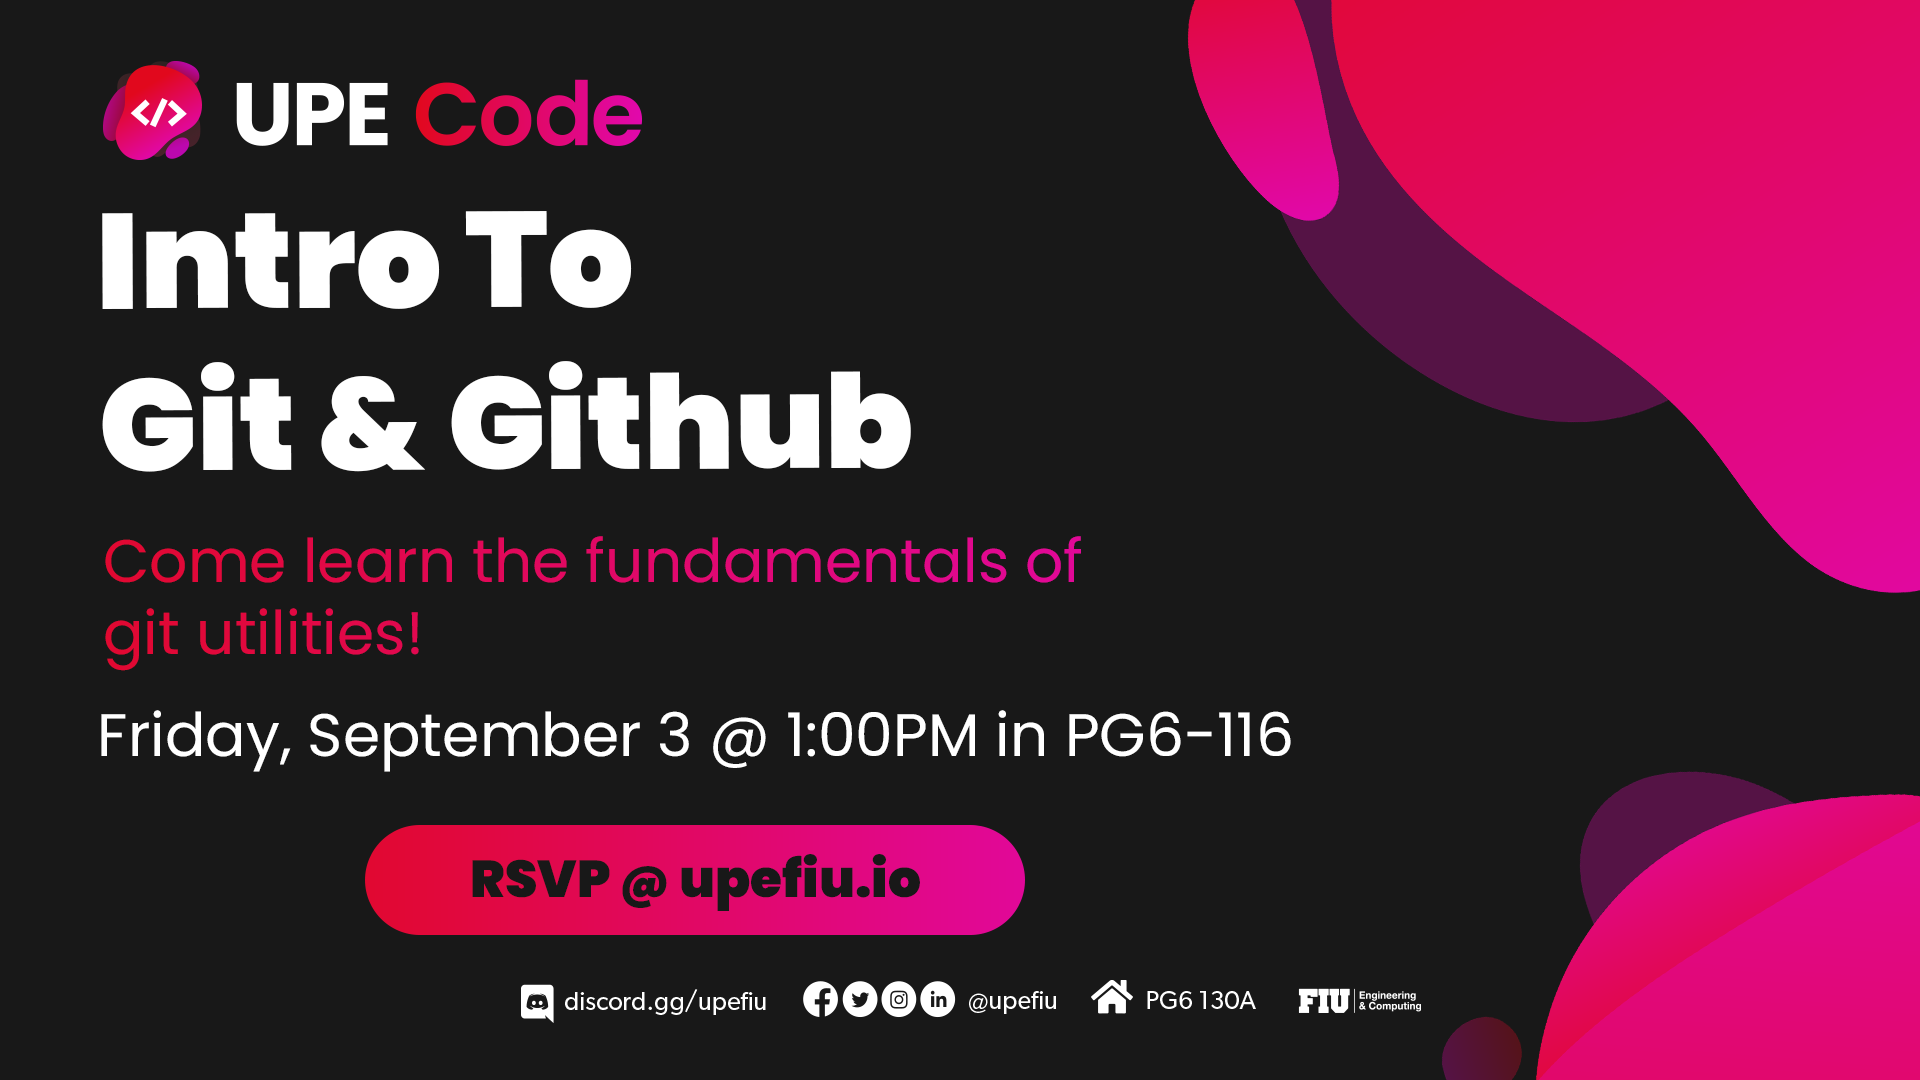 </>
UPE Code
Intro To
Git & Github
Come learn the fundamentals of
git utilities!
Friday, September 3 @ 1:00PM in PG6-116
RSVP @ upefiu.io
discord.gg/upefiu
@upefiu
PG6 130A
FIU
Engineering
& Computing